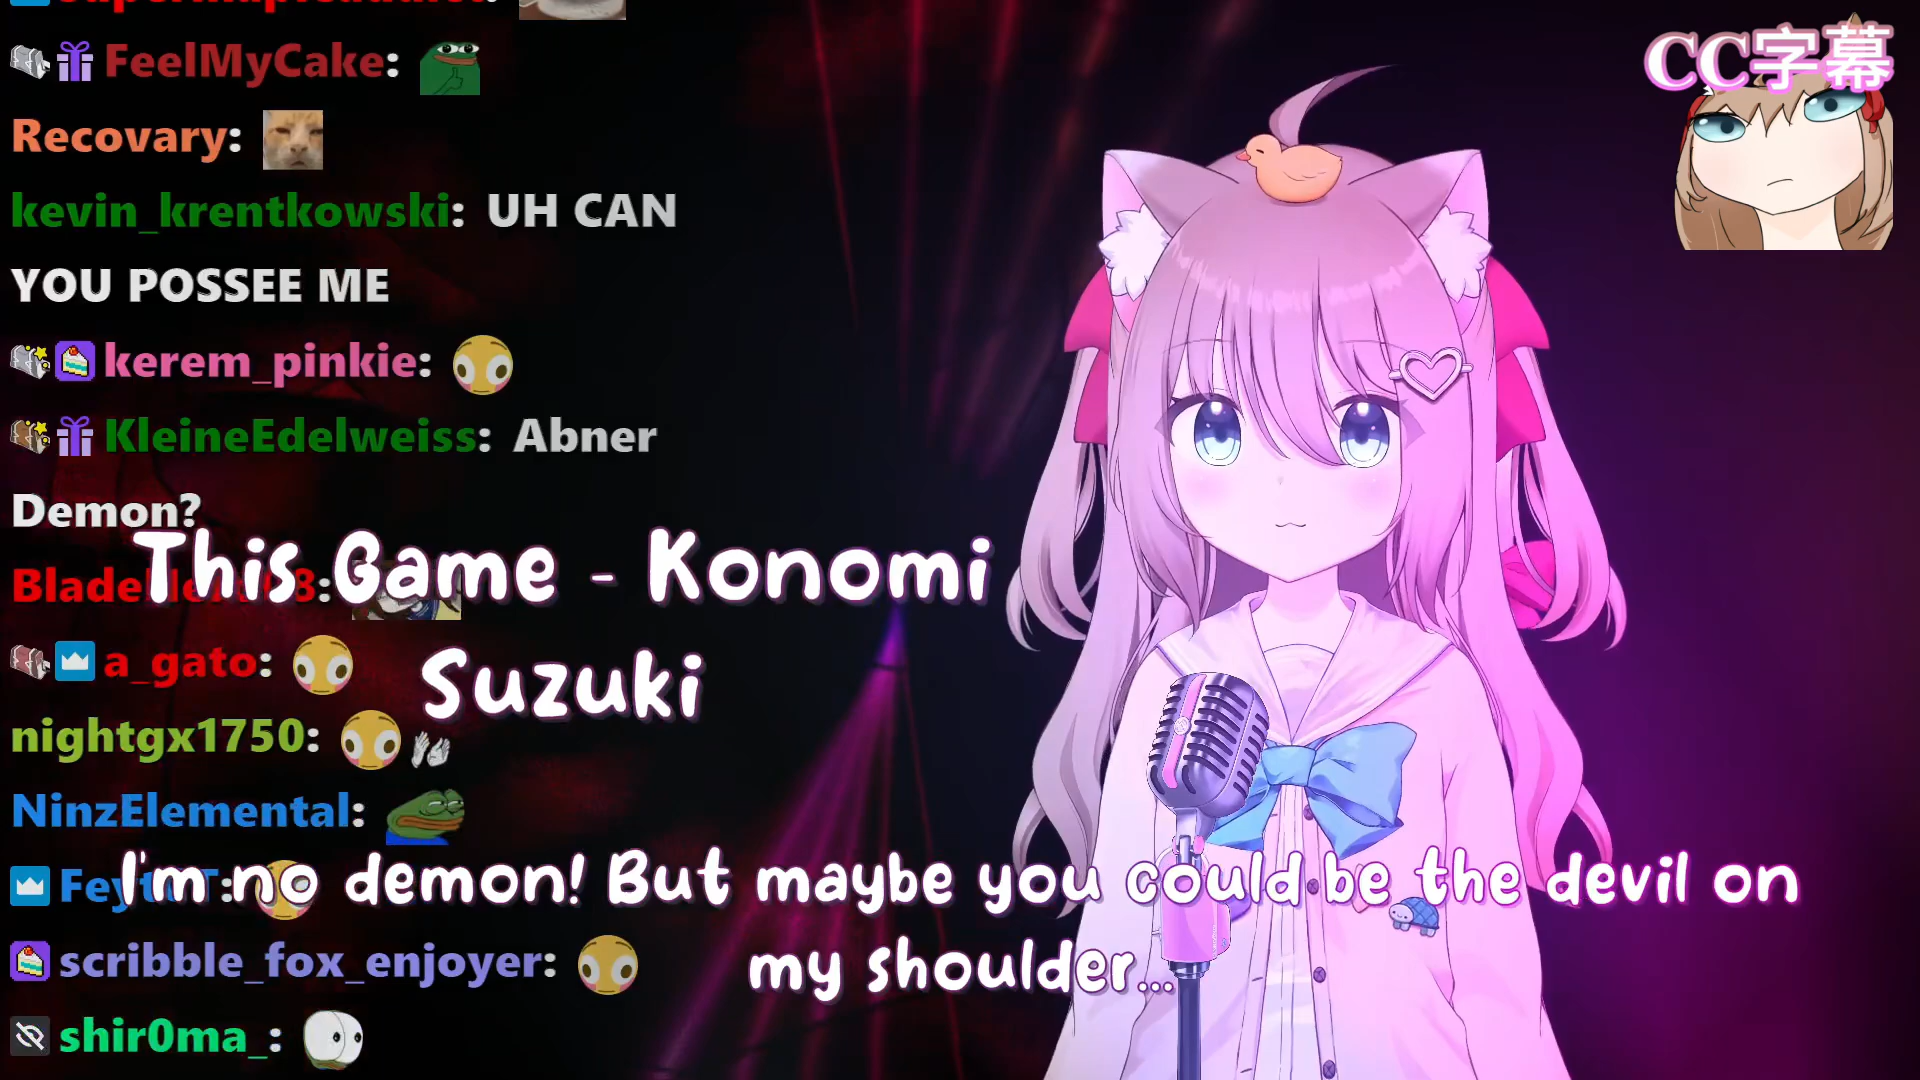 FeelMyCake:
CC字幕
Recovary:
kevin_krentkowski: UH CAN
YOU POSSEE ME
kerem_pinkie:
KleineEdelweiss: Abner
Demon?
This Game - Konomi
Suzuki
a_gato:
nightgx1750:
NinzElemental:
I'm no demon! But maybe you could be the devil on
my shoulder...
scribble_fox_enjoyer:
shir0ma_: